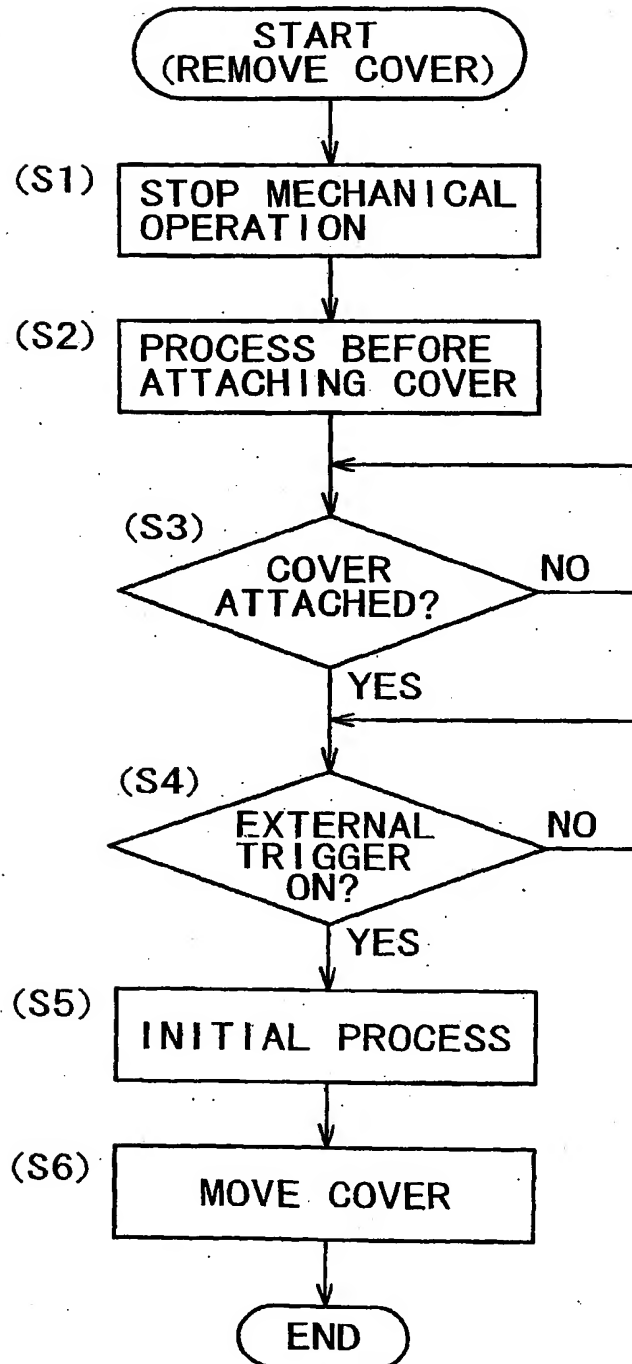 START
(REMOVE COVER)
(S1)
STOP MECHANICAL
OPERATION
(S2)
PROCESS BEFORE
ATTACHING COVER
(S3)
COVER
ATTACHED?
NO
YES
(S4)
EXTERNAL
TRIGGER
ON?
NO
YES
(S5)
INITIAL PROCESS
(S6)
MOVE COVER
END